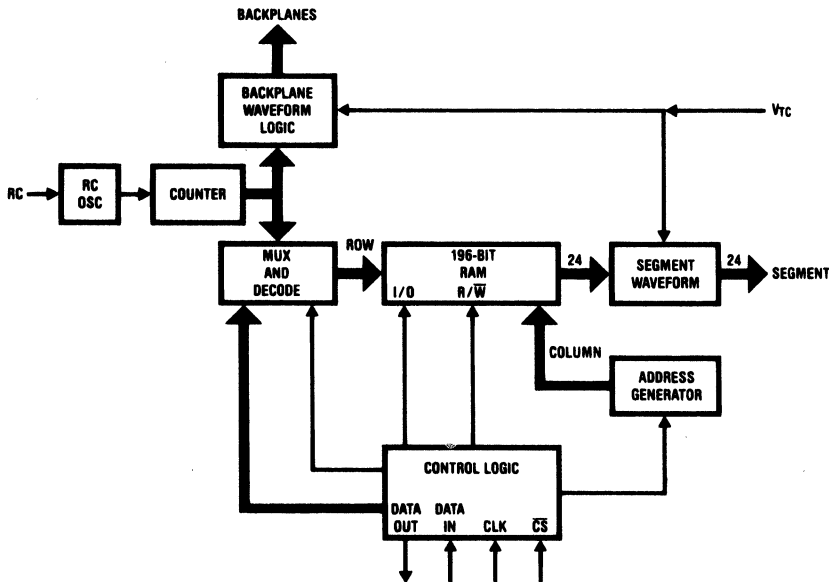 BACKPLANES
BACKPLANE
WAVEFORM
LOGIC
VTC
RC
RC
OSC
COUNTER
MUX
AND
DECODE
ROW
196-BIT
RAM
I/O R/W̅
24
SEGMENT
WAVEFORM
24
SEGMENT
COLUMN
ADDRESS
GENERATOR
CONTROL LOGIC
DATA DATA
OUT IN CLK C̅S̅